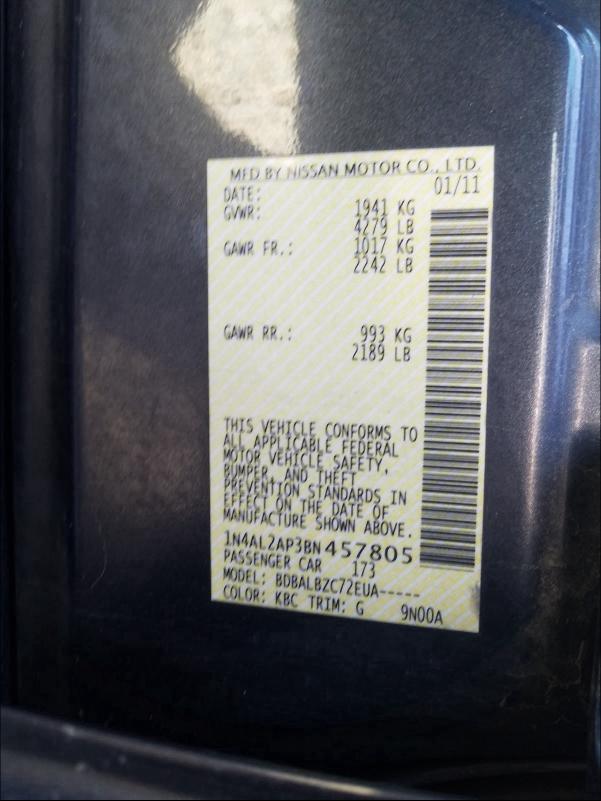 MFD BY NISSAN MOTOR CO., LTD.
DATE: 01/11
GVWR: 1941 KG
4279 LB
GAWR FR.: 1017 KG
2242 LB
GAWR RR.: 993 KG
2189 LB
THIS VEHICLE CONFORMS TO
ALL APPLICABLE FEDERAL
MOTOR VEHICLE SAFETY,
BUMPER, AND THEFT
PREVENTION STANDARDS IN
EFFECT ON THE DATE OF
MANUFACTURE SHOWN ABOVE.
1N4AL2AP3BN457805
PASSENGER CAR 173
MODEL: BDBALBZC72EUA-----
COLOR: KBC TRIM: G 9N00A